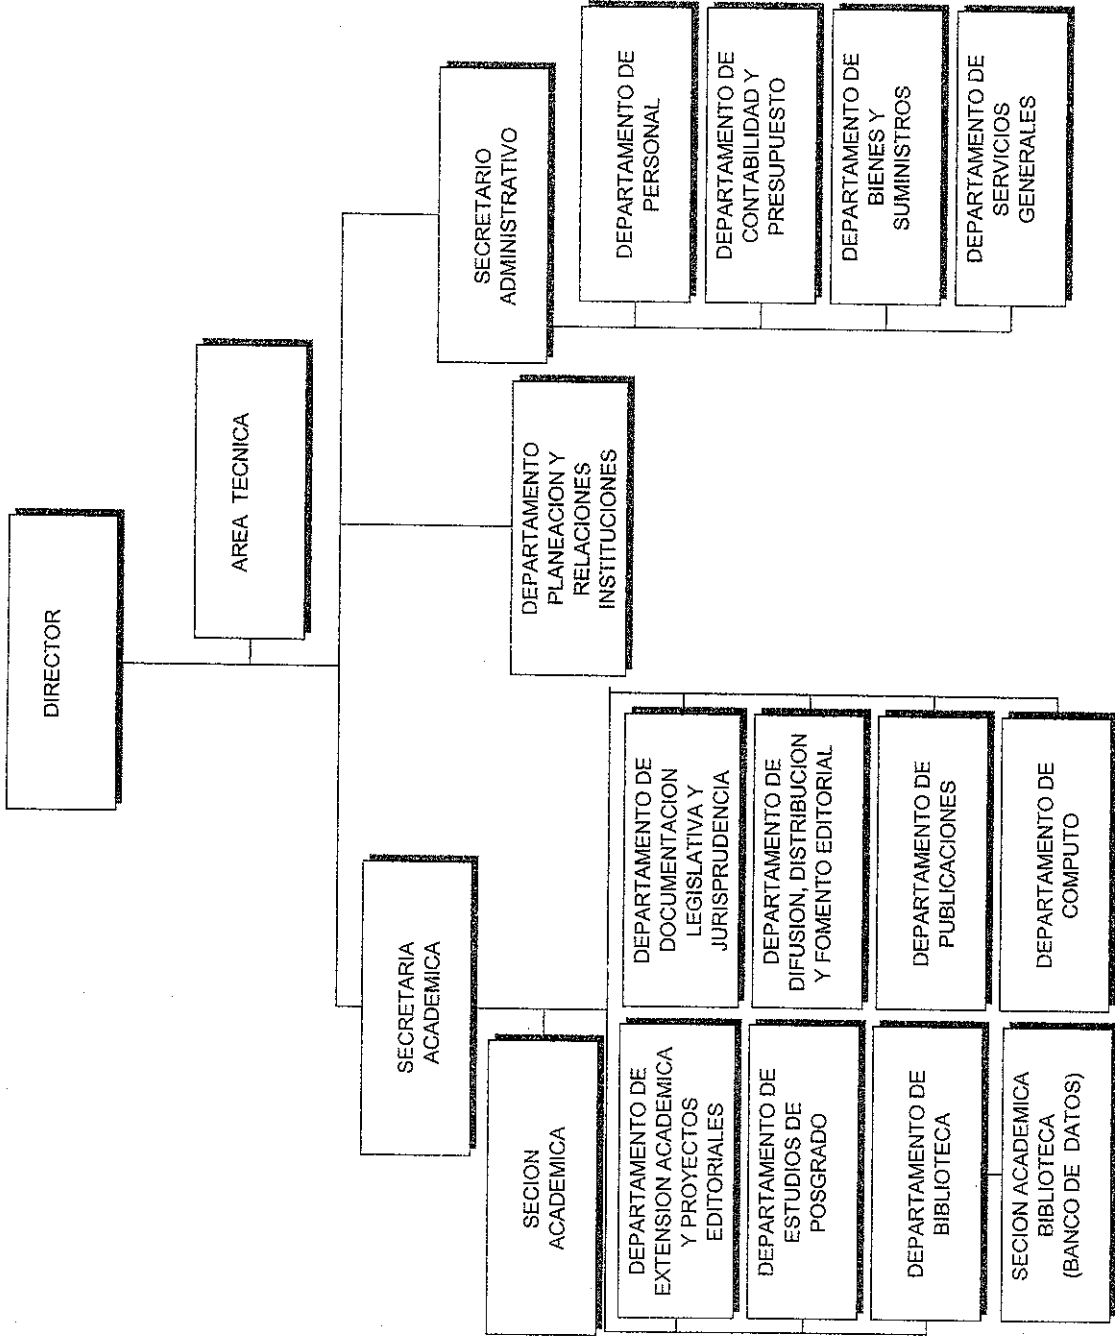 DIRECTOR
AREA TECNICA
SECRETARIA
ACADEMICA
SECRETARIO
ADMINISTRATIVO
SECION
ACADEMICA
DEPARTAMENTO
PLANEACION Y
RELACIONES
INSTITUCIONES
DEPARTAMENTO DE
EXTENSION ACADEMICA
Y PROYECTOS
EDITORIALES
DEPARTAMENTO DE
DOCUMENTACION
LEGISLATIVA Y
JURISPRUDENCIA
DEPARTAMENTO DE
PERSONAL
DEPARTAMENTO DE
ESTUDIOS DE
POSGRADO
DEPARTAMENTO DE
DIFUSION, DISTRIBUCION
Y FOMENTO EDITORIAL
DEPARTAMENTO DE
CONTABILIDAD Y
PRESUPUESTO
DEPARTAMENTO DE
BIBLIOTECA
DEPARTAMENTO DE
PUBLICACIONES
DEPARTAMENTO DE
BIENES Y
SUMINISTROS
SECION ACADEMICA
BIBLIOTECA
(BANCO DE DATOS)
DEPARTAMENTO DE
COMPUTO
DEPARTAMENTO DE
SERVICIOS
GENERALES